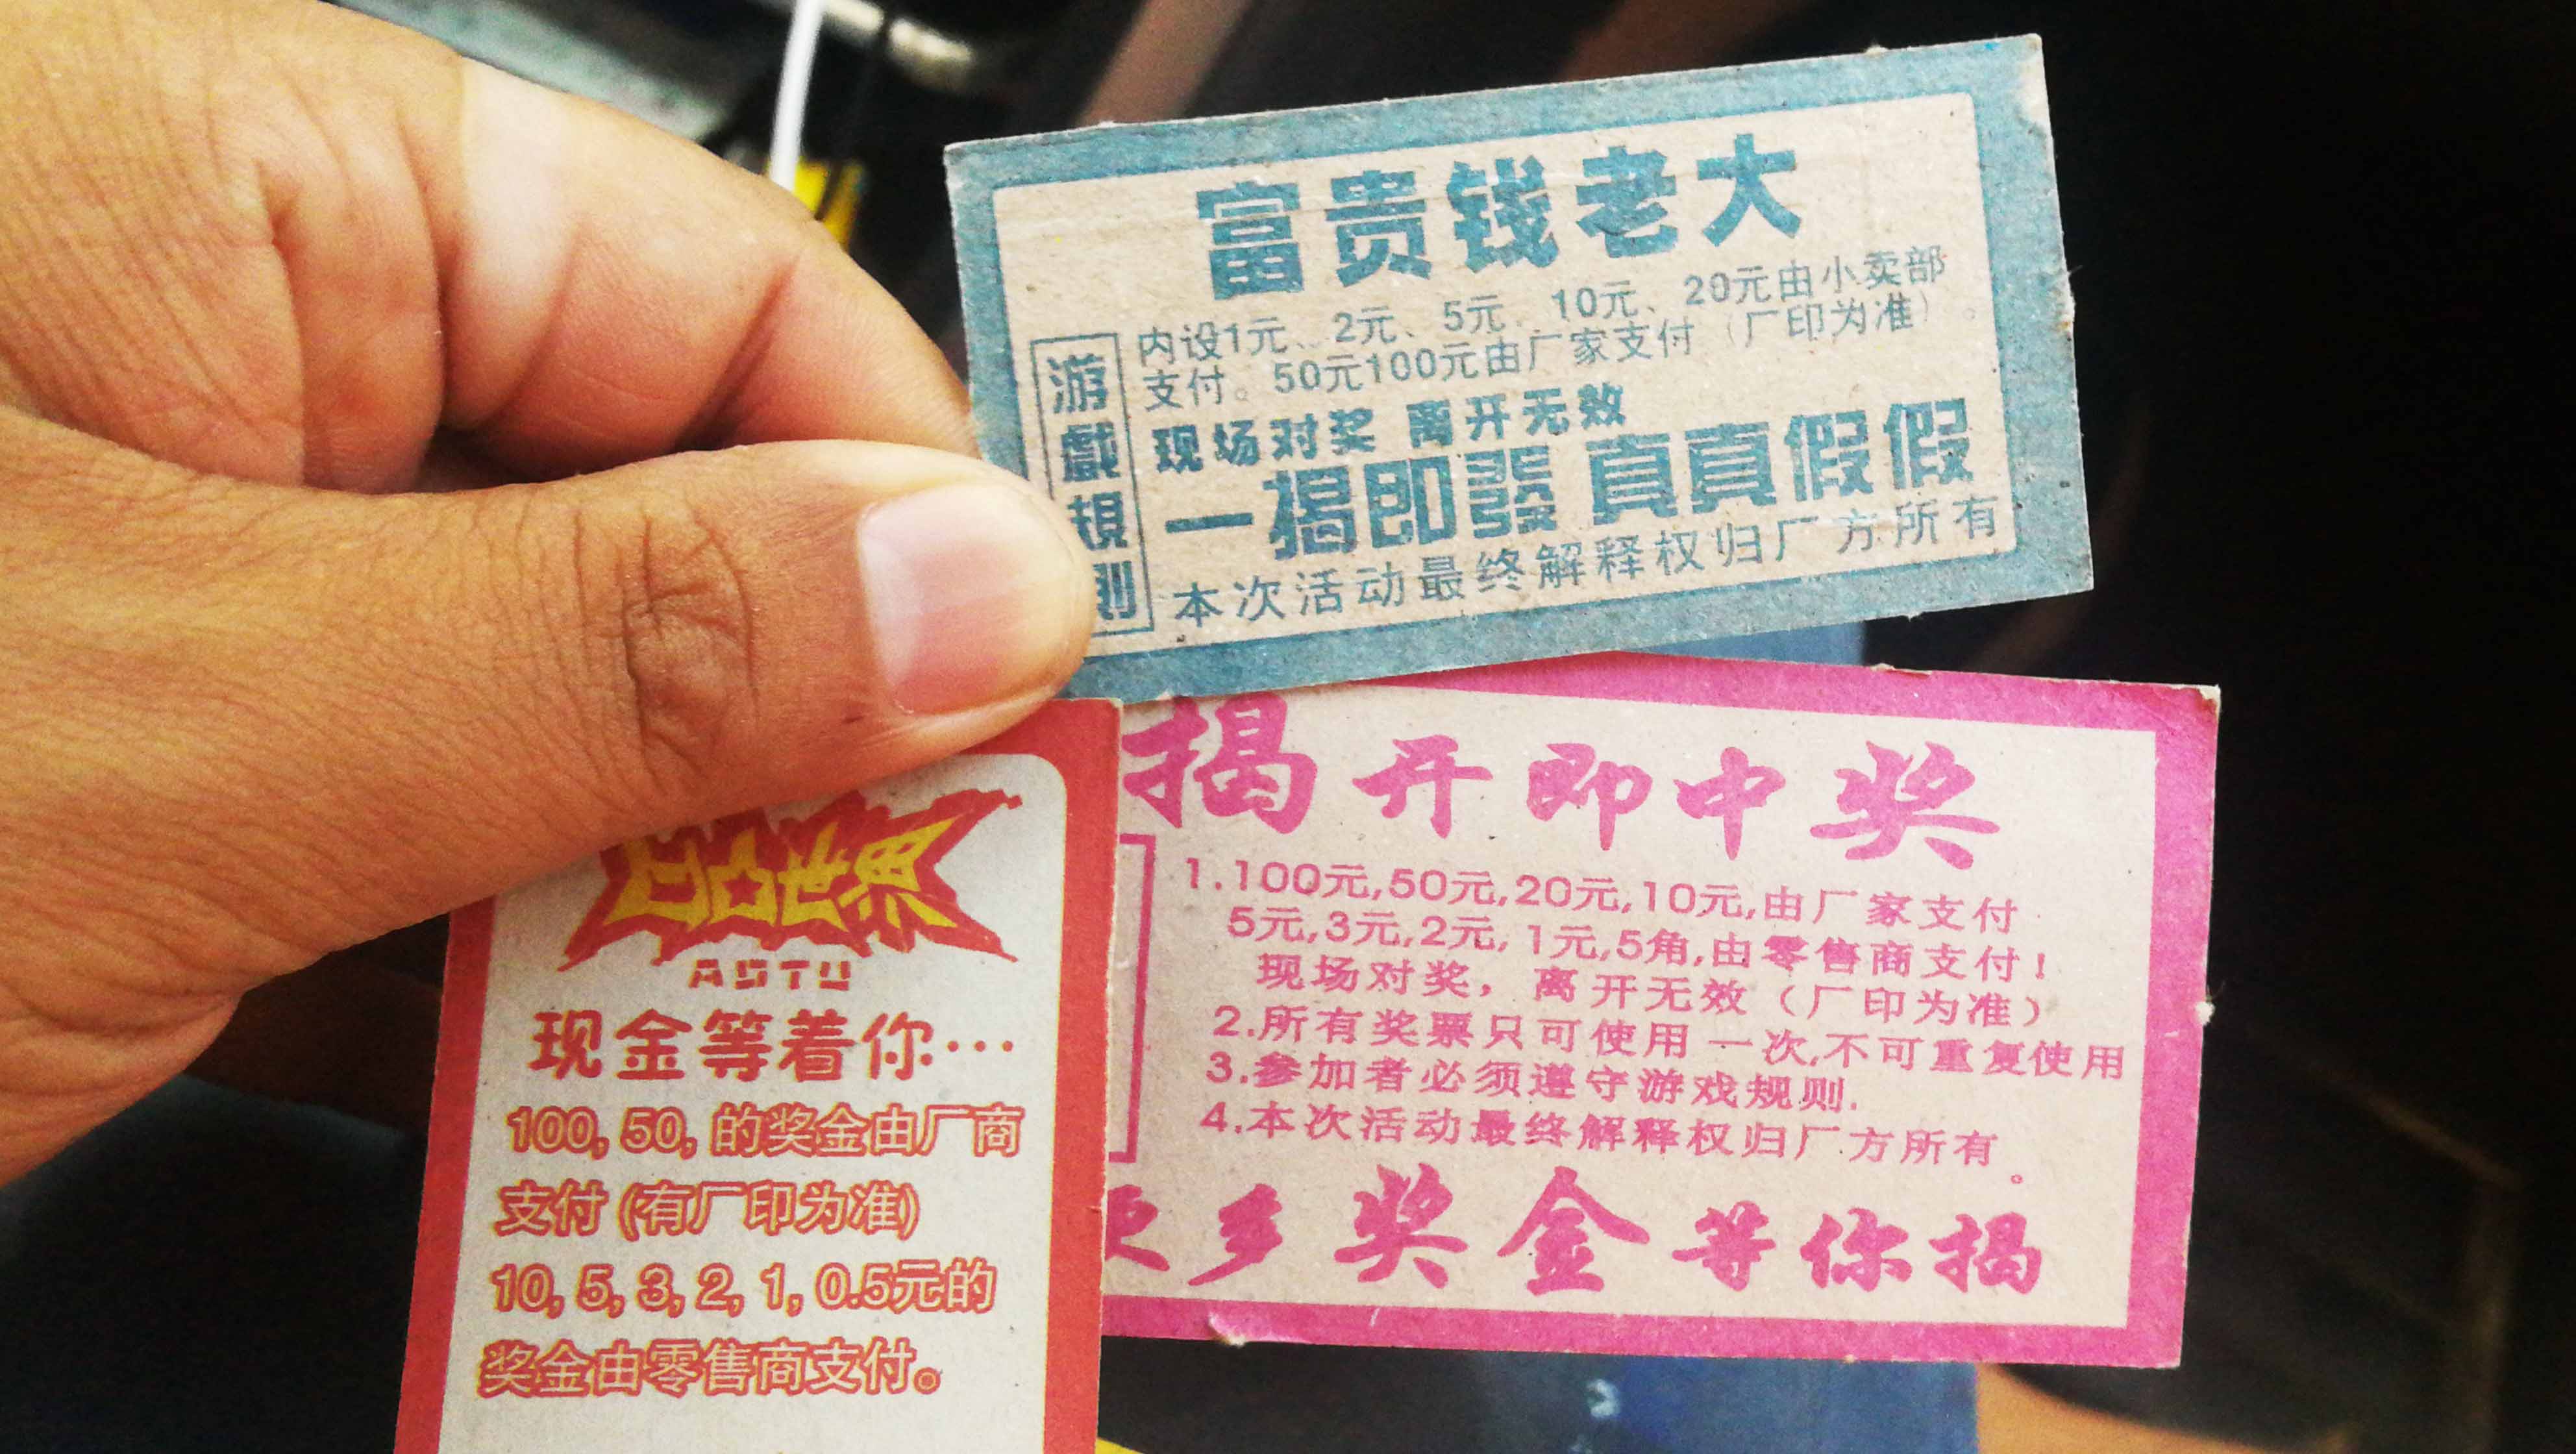 富贵钱老大
游戲規則
内设1元、2元、5元、10元、20元由小卖部
支付。50元100元由厂家支付（厂印为准）。
现场对奖 离开无效
一揭即發 真真假假
本次活动最终解释权归厂方所有
揭开即中奖
1.100元,50元,20元,10元,由厂家支付
5元,3元,2元,1元,5角,由零售商支付!
现场对奖，离开无效（厂印为准）
2.所有奖票只可使用一次,不可重复使用
3.参加者必须遵守游戏规则.
4.本次活动最终解释权归厂方所有。
更多奖金等你揭
世界
ASTU
现金等着你…
100, 50, 的奖金由厂商
支付 (有厂印为准)
10, 5, 3, 2, 1, 0.5元的
奖金由零售商支付。